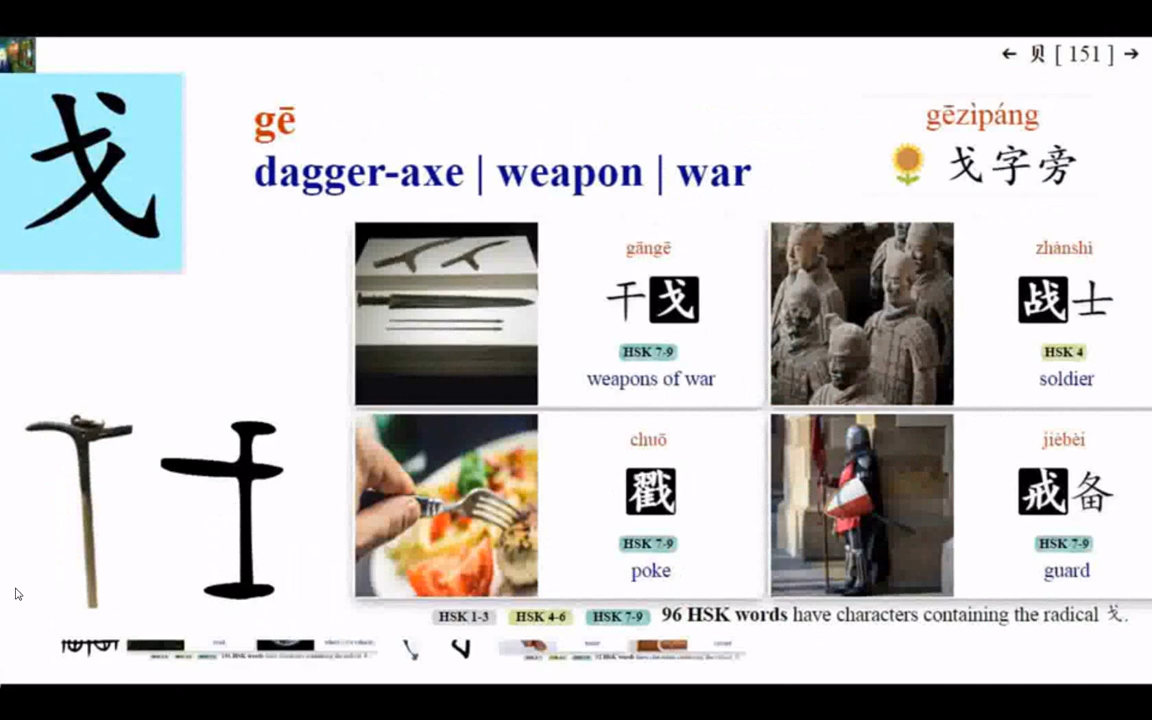 ← 贝 [ 151 ] →
戈
gē
dagger-axe | weapon | war
gēzìpáng
戈字旁
gāngē
干戈
HSK 7-9
weapons of war
zhànshì
战士
HSK 4
soldier
chuō
戳
HSK 7-9
poke
jièbèi
戒备
HSK 7-9
guard
HSK 1-3 HSK 4-6 HSK 7-9 96 HSK words have characters containing the radical 戈.